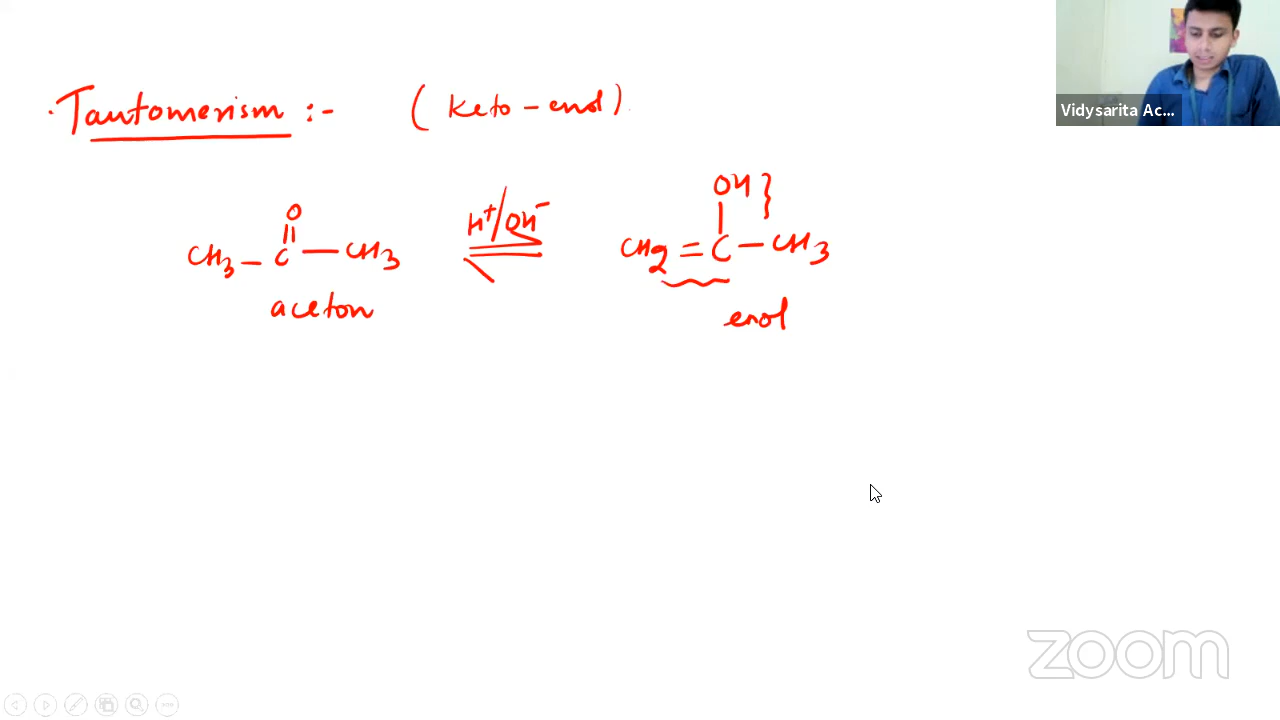 Tautomerism :- (keto-enol)
O OH
CH3-C-CH3 H+/OH- CH2=C-CH3
aceton enol
Vidysarita Ac...
zoom